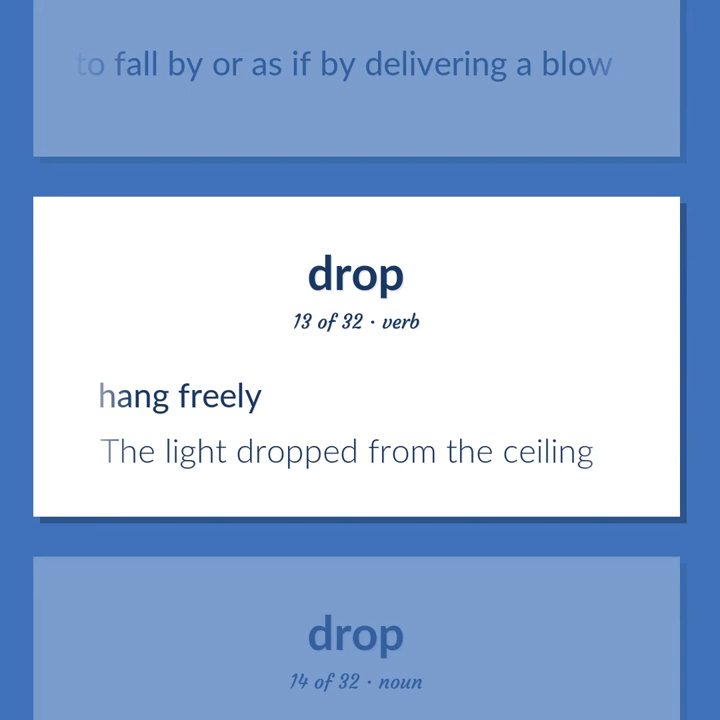 to fall by or as if by delivering a blow
drop
13 of 32 · verb
hang freely
The light dropped from the ceiling
drop
14 of 32 · noun